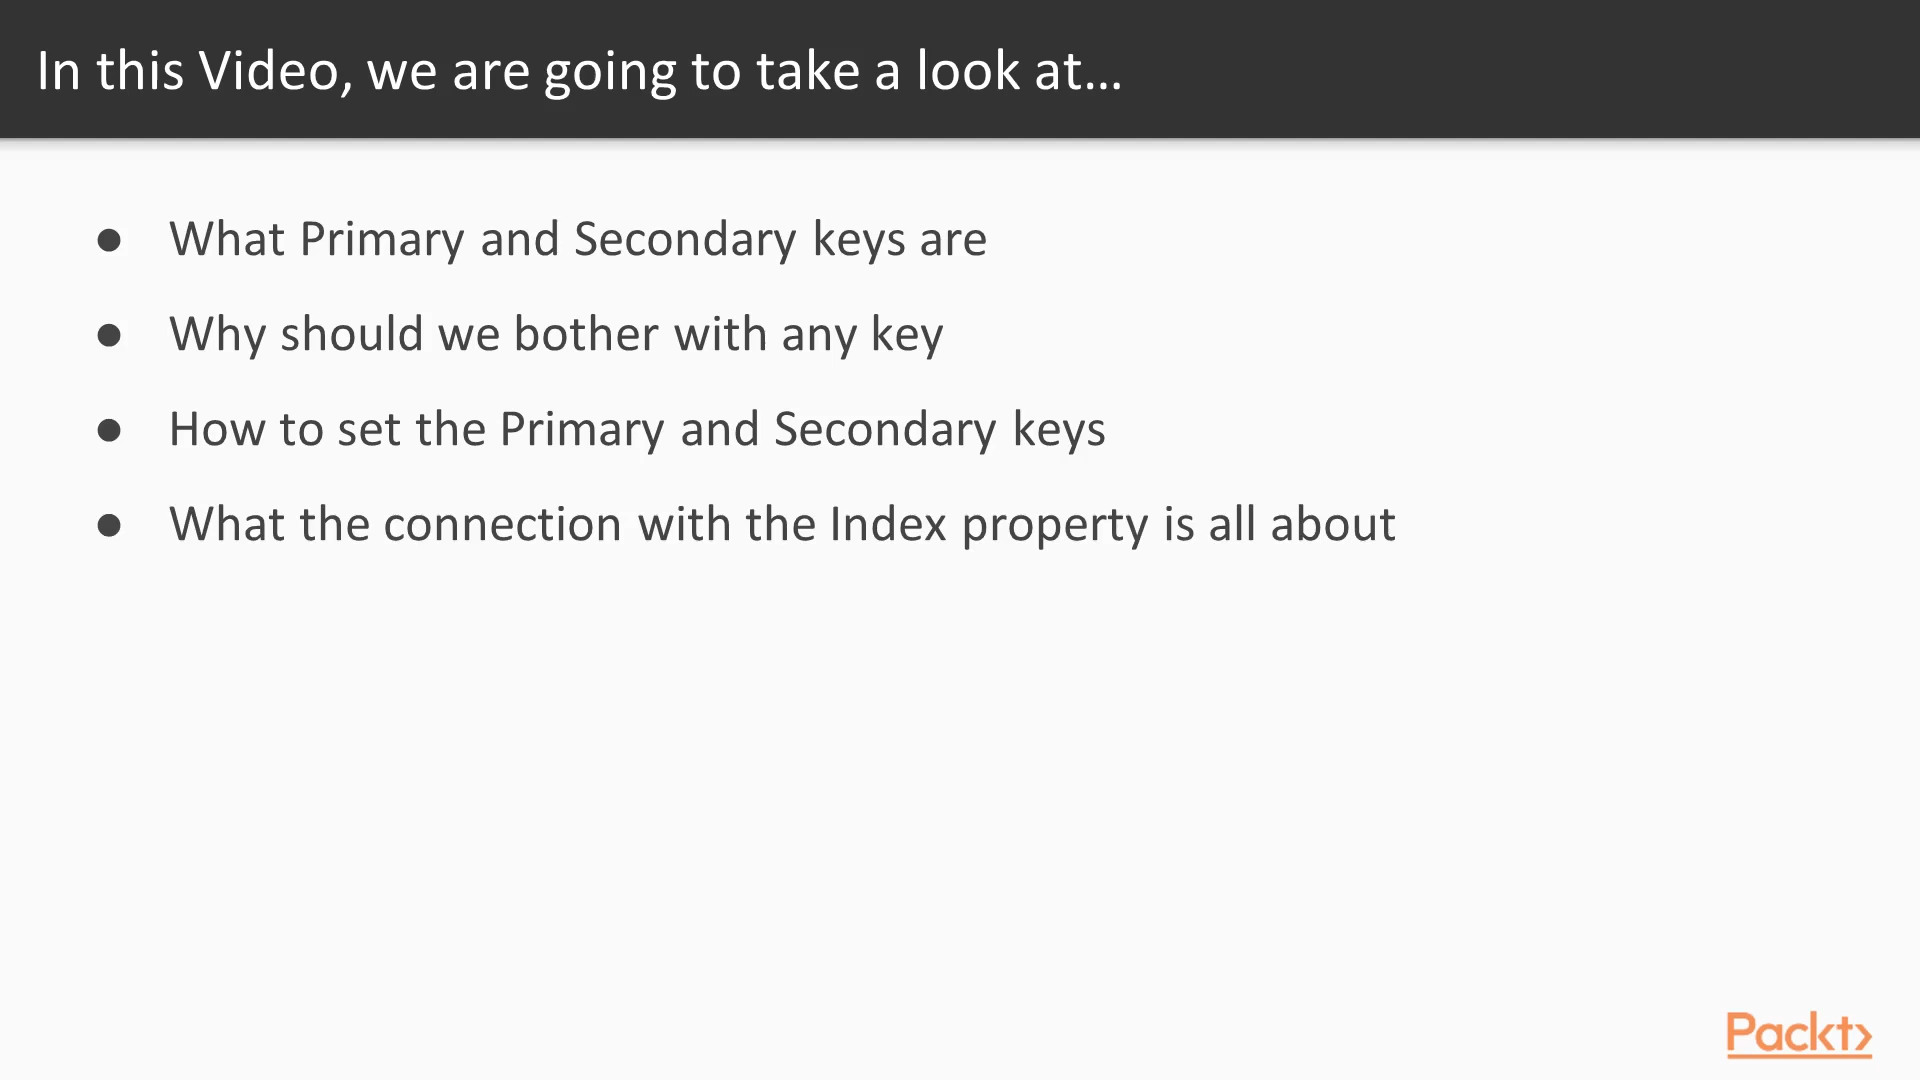 In this Video, we are going to take a look at...
● What Primary and Secondary keys are
● Why should we bother with any key
● How to set the Primary and Secondary keys
● What the connection with the Index property is all about
Packt>